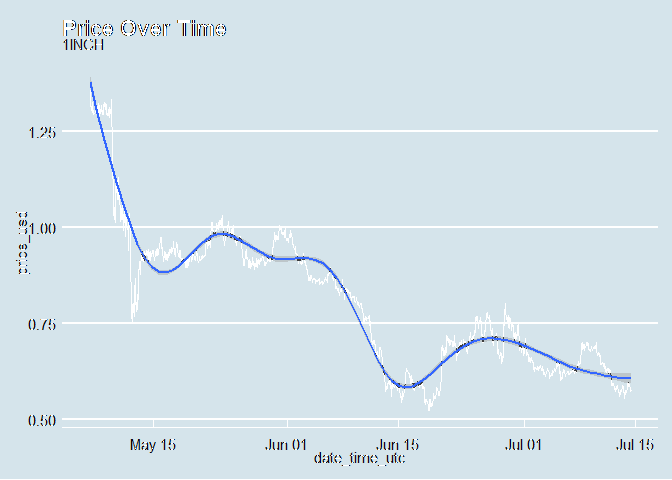 Price Over Time
1INCH
1.25
1.00
0.75
0.50
price_usd
May 15
Jun 01
Jun 15
Jul 01
Jul 15
date_time_utc